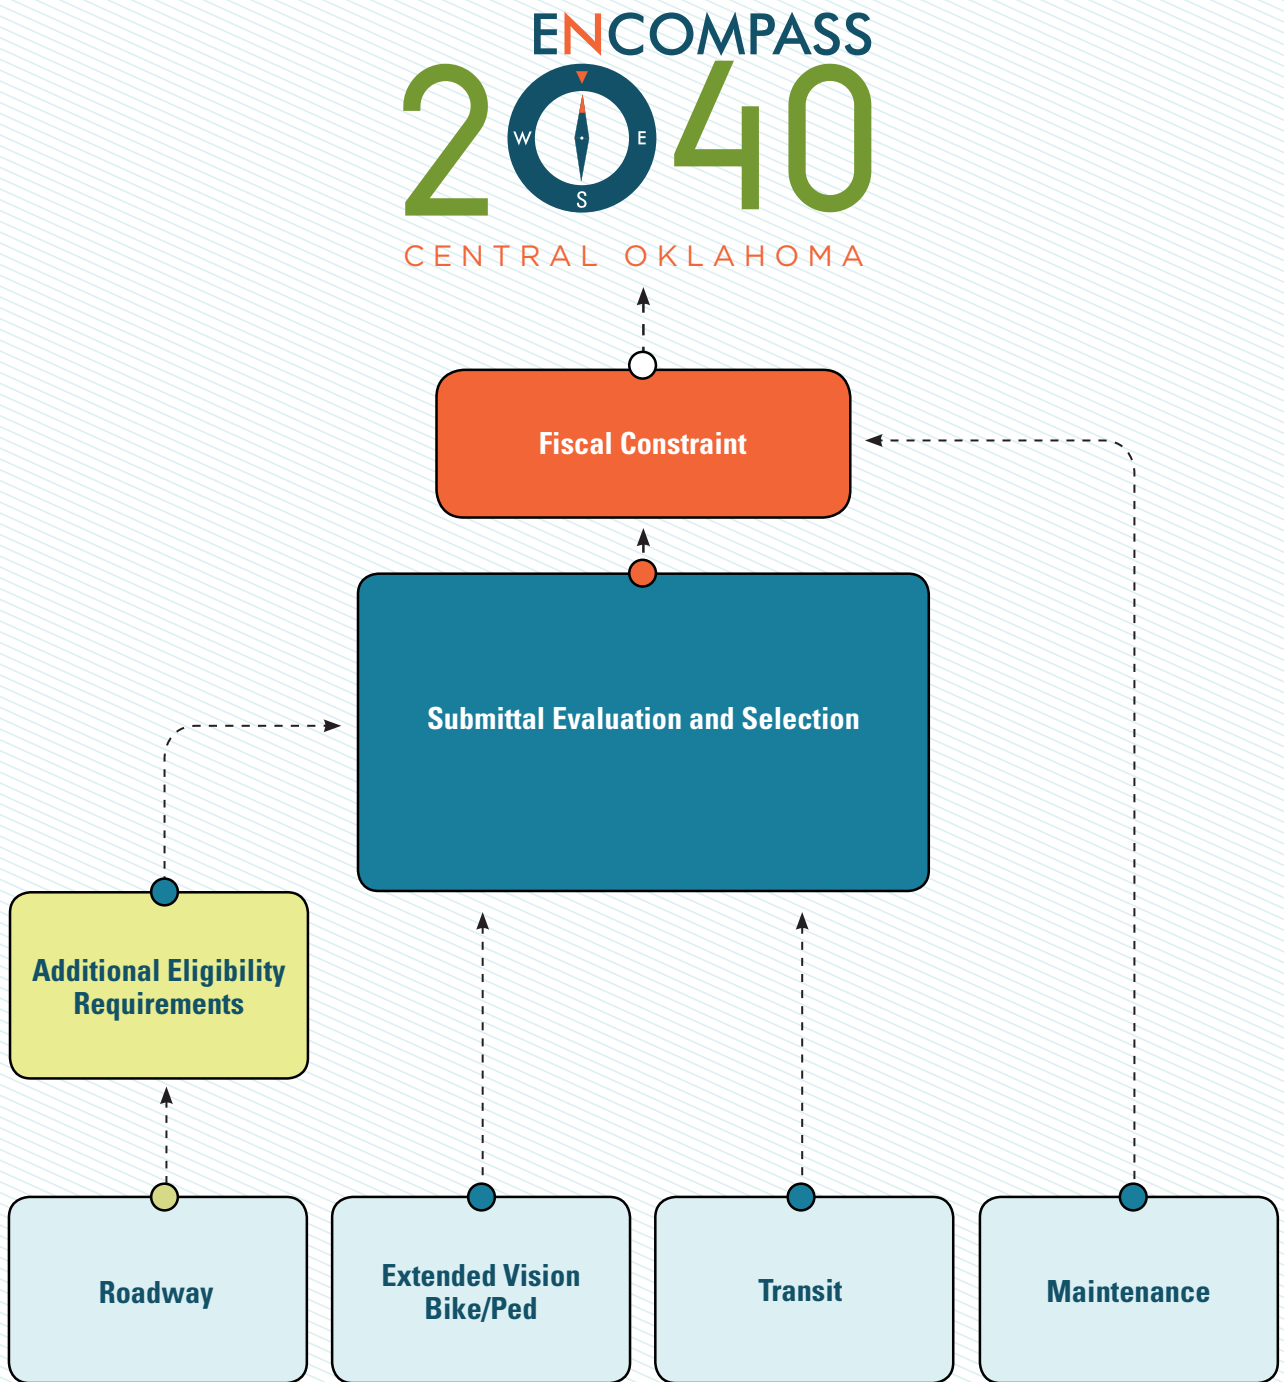 ENCOMPASS
2040
W E
S
CENTRAL OKLAHOMA
Fiscal Constraint
Submittal Evaluation and Selection
Additional Eligibility
Requirements
Roadway
Extended Vision
Bike/Ped
Transit
Maintenance